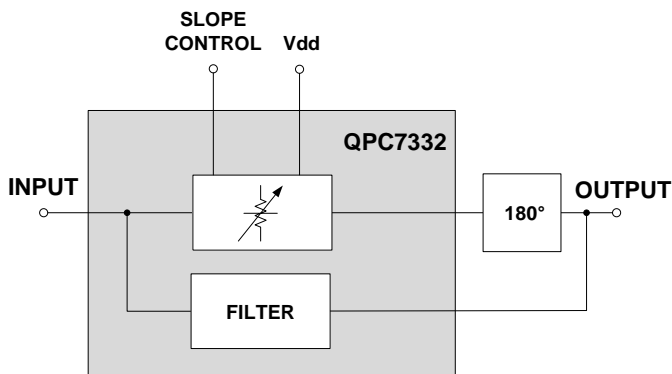 SLOPE
CONTROL
Vdd
QPC7332
INPUT
180°
OUTPUT
FILTER